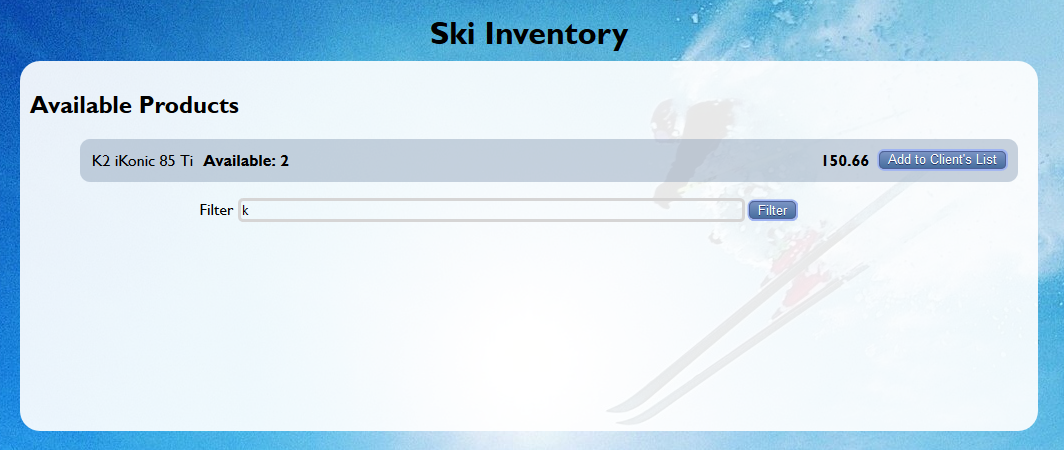 Ski Inventory
Available Products
K2 iKonic 85 Ti Available: 2 150.66 Add to Client's List
Filter k Filter